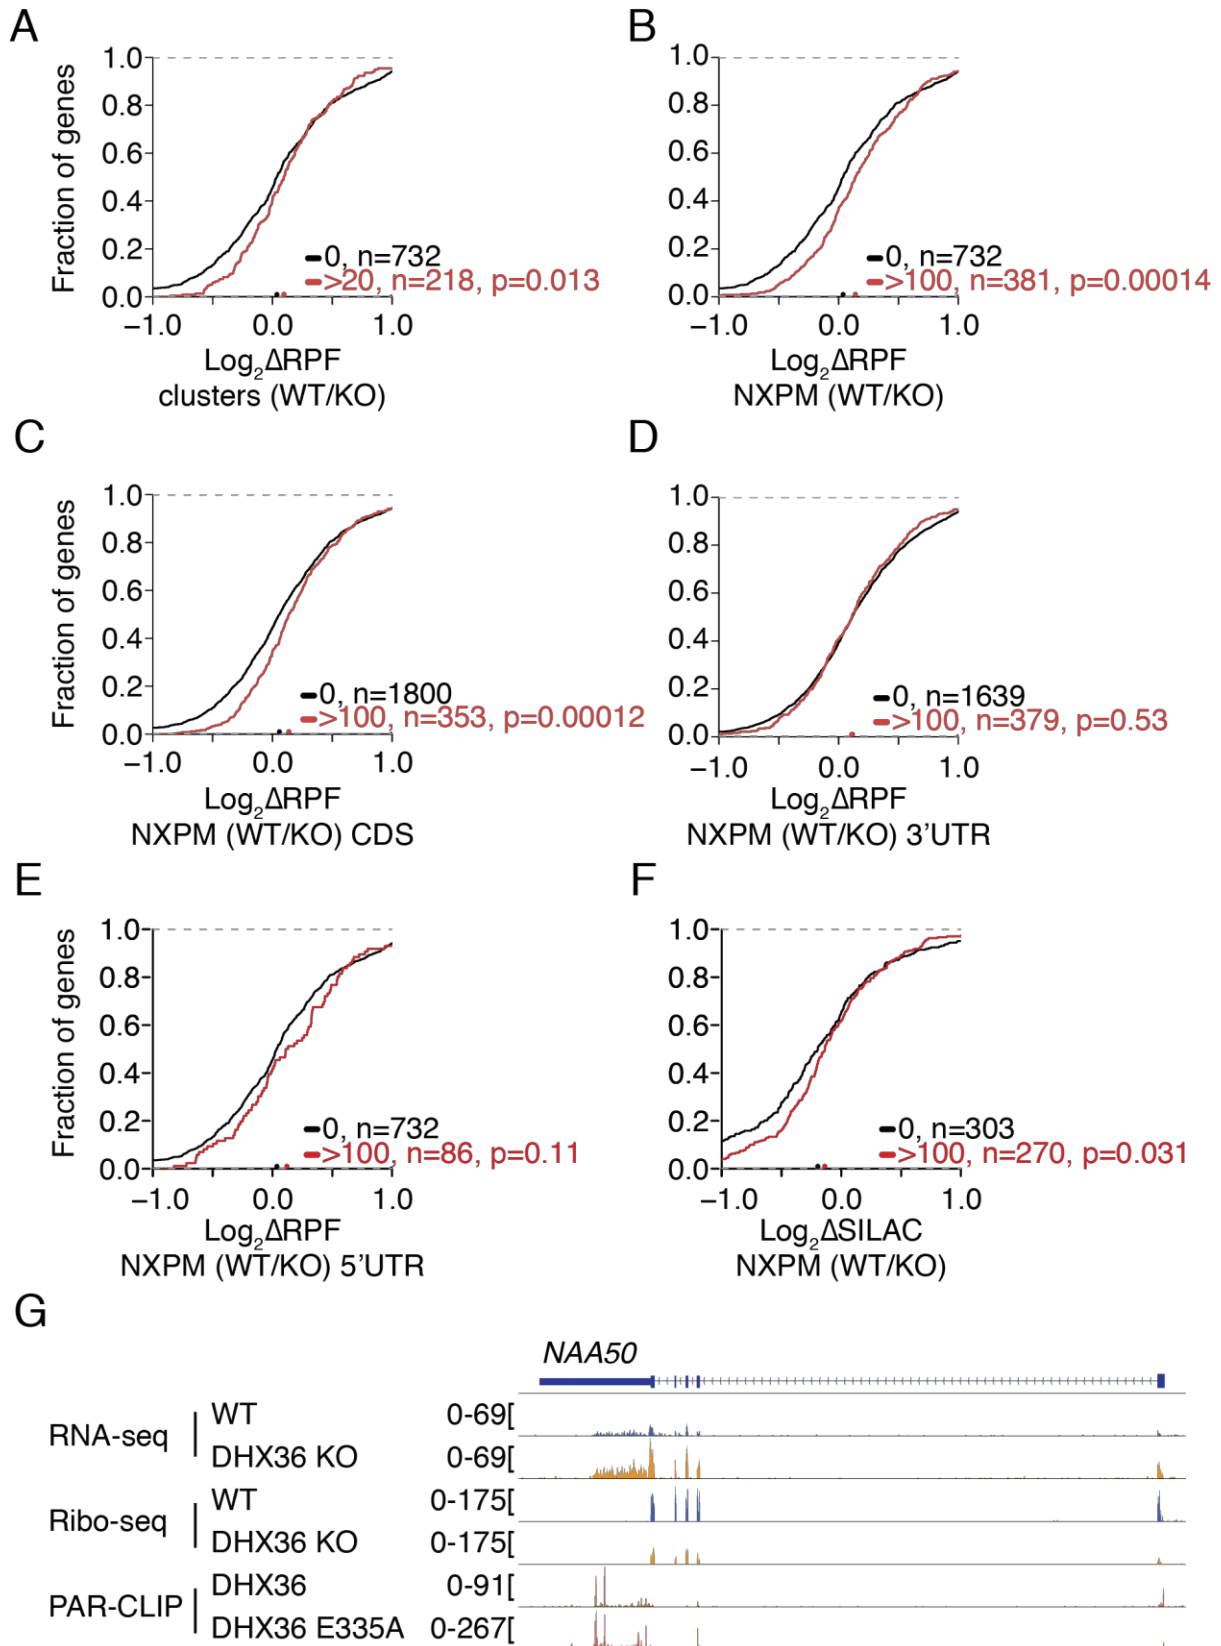 A
1.0
0.8
0.6
0.4
0.2
0.0
Fraction of genes
0, n=732
>20, n=218, p=0.013
−1.0 0.0 1.0
Log2ΔRPF
clusters (WT/KO)
B
1.0
0.8
0.6
0.4
0.2
0.0
0, n=732
>100, n=381, p=0.00014
−1.0 0.0 1.0
Log2ΔRPF
NXPM (WT/KO)
C
1.0
0.8
0.6
0.4
0.2
0.0
Fraction of genes
0, n=1800
>100, n=353, p=0.00012
−1.0 0.0 1.0
Log2ΔRPF
NXPM (WT/KO) CDS
D
1.0
0.8
0.6
0.4
0.2
0.0
0, n=1639
>100, n=379, p=0.53
−1.0 0.0 1.0
Log2ΔRPF
NXPM (WT/KO) 3’UTR
E
1.0
0.8
0.6
0.4
0.2
0.0
Fraction of genes
0, n=732
>100, n=86, p=0.11
−1.0 0.0 1.0
Log2ΔRPF
NXPM (WT/KO) 5’UTR
F
1.0
0.8
0.6
0.4
0.2
0.0
0, n=303
>100, n=270, p=0.031
−1.0 0.0 1.0
Log2ΔSILAC
NXPM (WT/KO)
G
NAA50
RNA-seq
WT 0-69[
DHX36 KO 0-69[
Ribo-seq
WT 0-175[
DHX36 KO 0-175[
PAR-CLIP
DHX36 0-91[
DHX36 E335A 0-267[